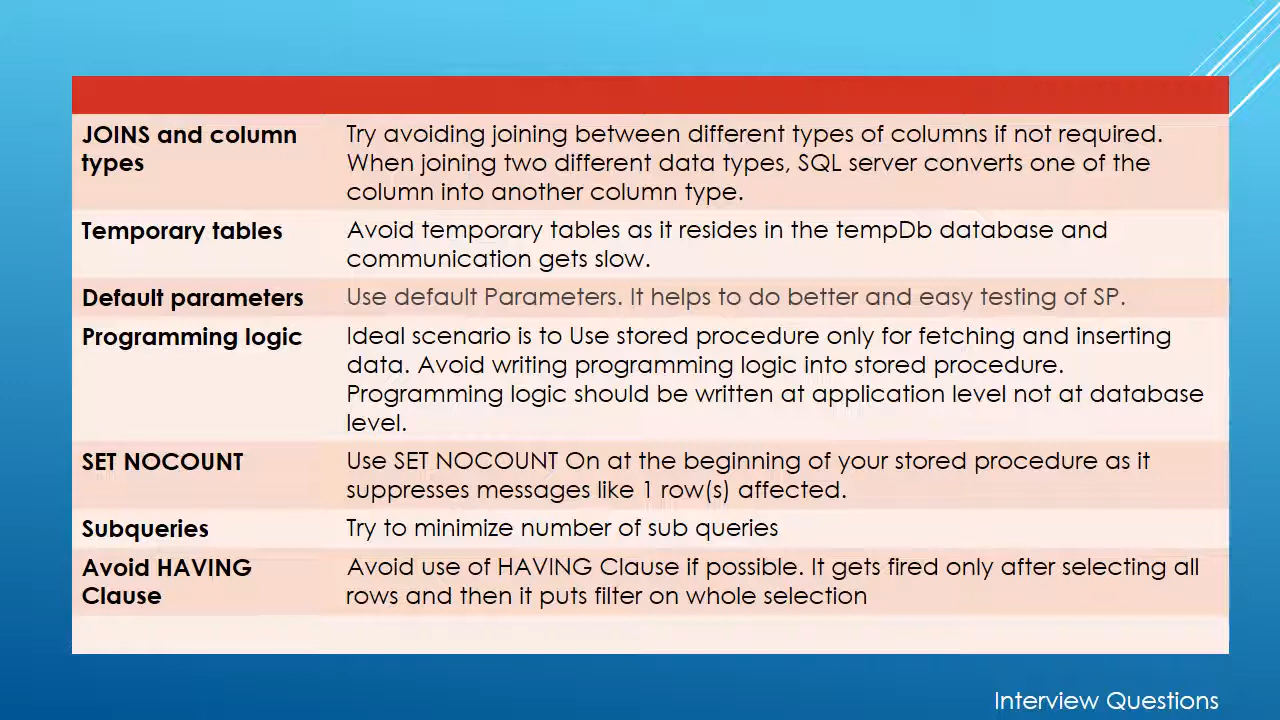 JOINS and column types
Try avoiding joining between different types of columns if not required.
When joining two different data types, SQL server converts one of the
column into another column type.
Temporary tables
Avoid temporary tables as it resides in the tempDb database and
communication gets slow.
Default parameters
Use default Parameters. It helps to do better and easy testing of SP.
Programming logic
Ideal scenario is to Use stored procedure only for fetching and inserting
data. Avoid writing programming logic into stored procedure.
Programming logic should be written at application level not at database
level.
SET NOCOUNT
Use SET NOCOUNT On at the beginning of your stored procedure as it
suppresses messages like 1 row(s) affected.
Subqueries
Try to minimize number of sub queries
Avoid HAVING
Clause
Avoid use of HAVING Clause if possible. It gets fired only after selecting all
rows and then it puts filter on whole selection
Interview Questions